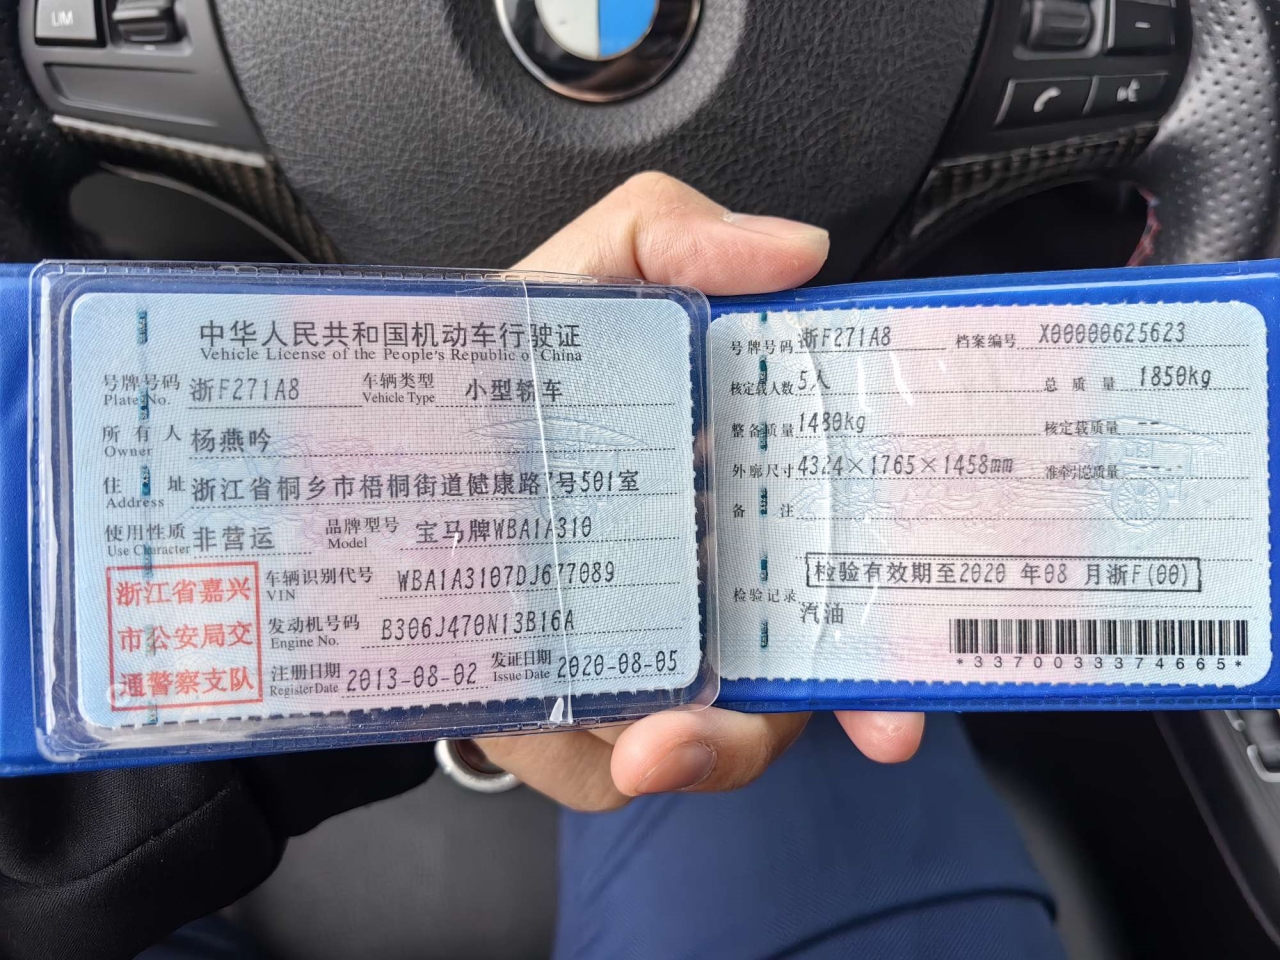 LIM
中华人民共和国机动车行驶证
Vehicle License of the People's Republic of China
号牌号码 浙F271A8 车辆类型 小型轿车
Plate No. Vehicle Type
所有人 杨燕吟
Owner
住址 浙江省桐乡市梧桐街道健康路 号501室
Address
使用性质 非营运 品牌型号 宝马牌WBA1A310
Use Character Model
浙江省嘉兴
市公安局交
通警察支队
车辆识别代号 WBA1A3107DJ677089
VIN
发动机号码 B306J470N13B16A
Engine No.
注册日期 2013-08-02 发证日期 2020-08-05
Register Date Issue Date
号牌号码 浙F271A8 档案编号 X00000625623
核定载人数 5人 总质量 1850kg
整备质量 1480kg 核定载质量 --
外廓尺寸 4324×1765×1458mm 准牵引总质量 --
备注
检验有效期至2020 年08 月浙F(00)
检验记录
汽油
*3370033374665*